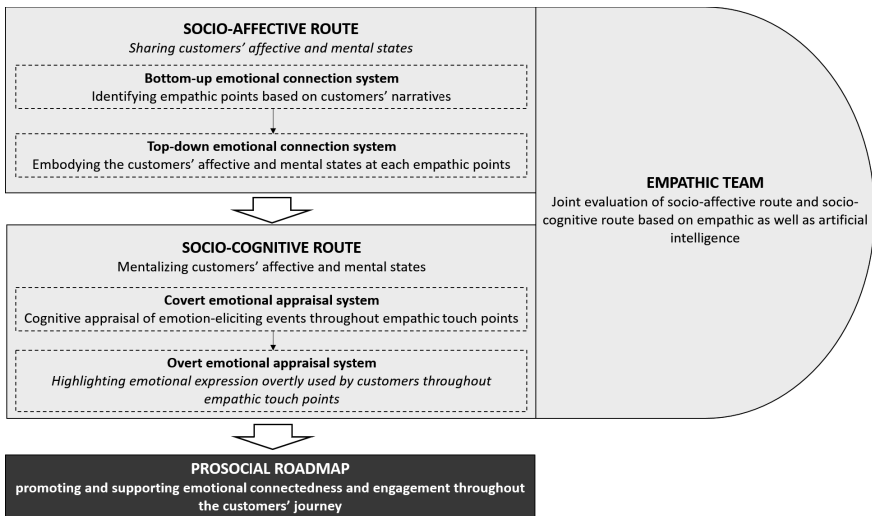 SOCIO-AFFECTIVE ROUTE
Sharing customers' affective and mental states
Bottom-up emotional connection system
Identifying empathic points based on customers' narratives
Top-down emotional connection system
Embodying the customers' affective and mental states at each empathic points
SOCIO-COGNITIVE ROUTE
Mentalizing customers' affective and mental states
Covert emotional appraisal system
Cognitive appraisal of emotion-eliciting events throughout empathic touch points
Overt emotional appraisal system
Highlighting emotional expression overtly used by customers throughout
empathic touch points
EMPATHIC TEAM
Joint evaluation of socio-affective route and socio-
cognitive route based on empathic as well as artificial
intelligence
PROSOCIAL ROADMAP
promoting and supporting emotional connectedness and engagement throughout
the customers' journey